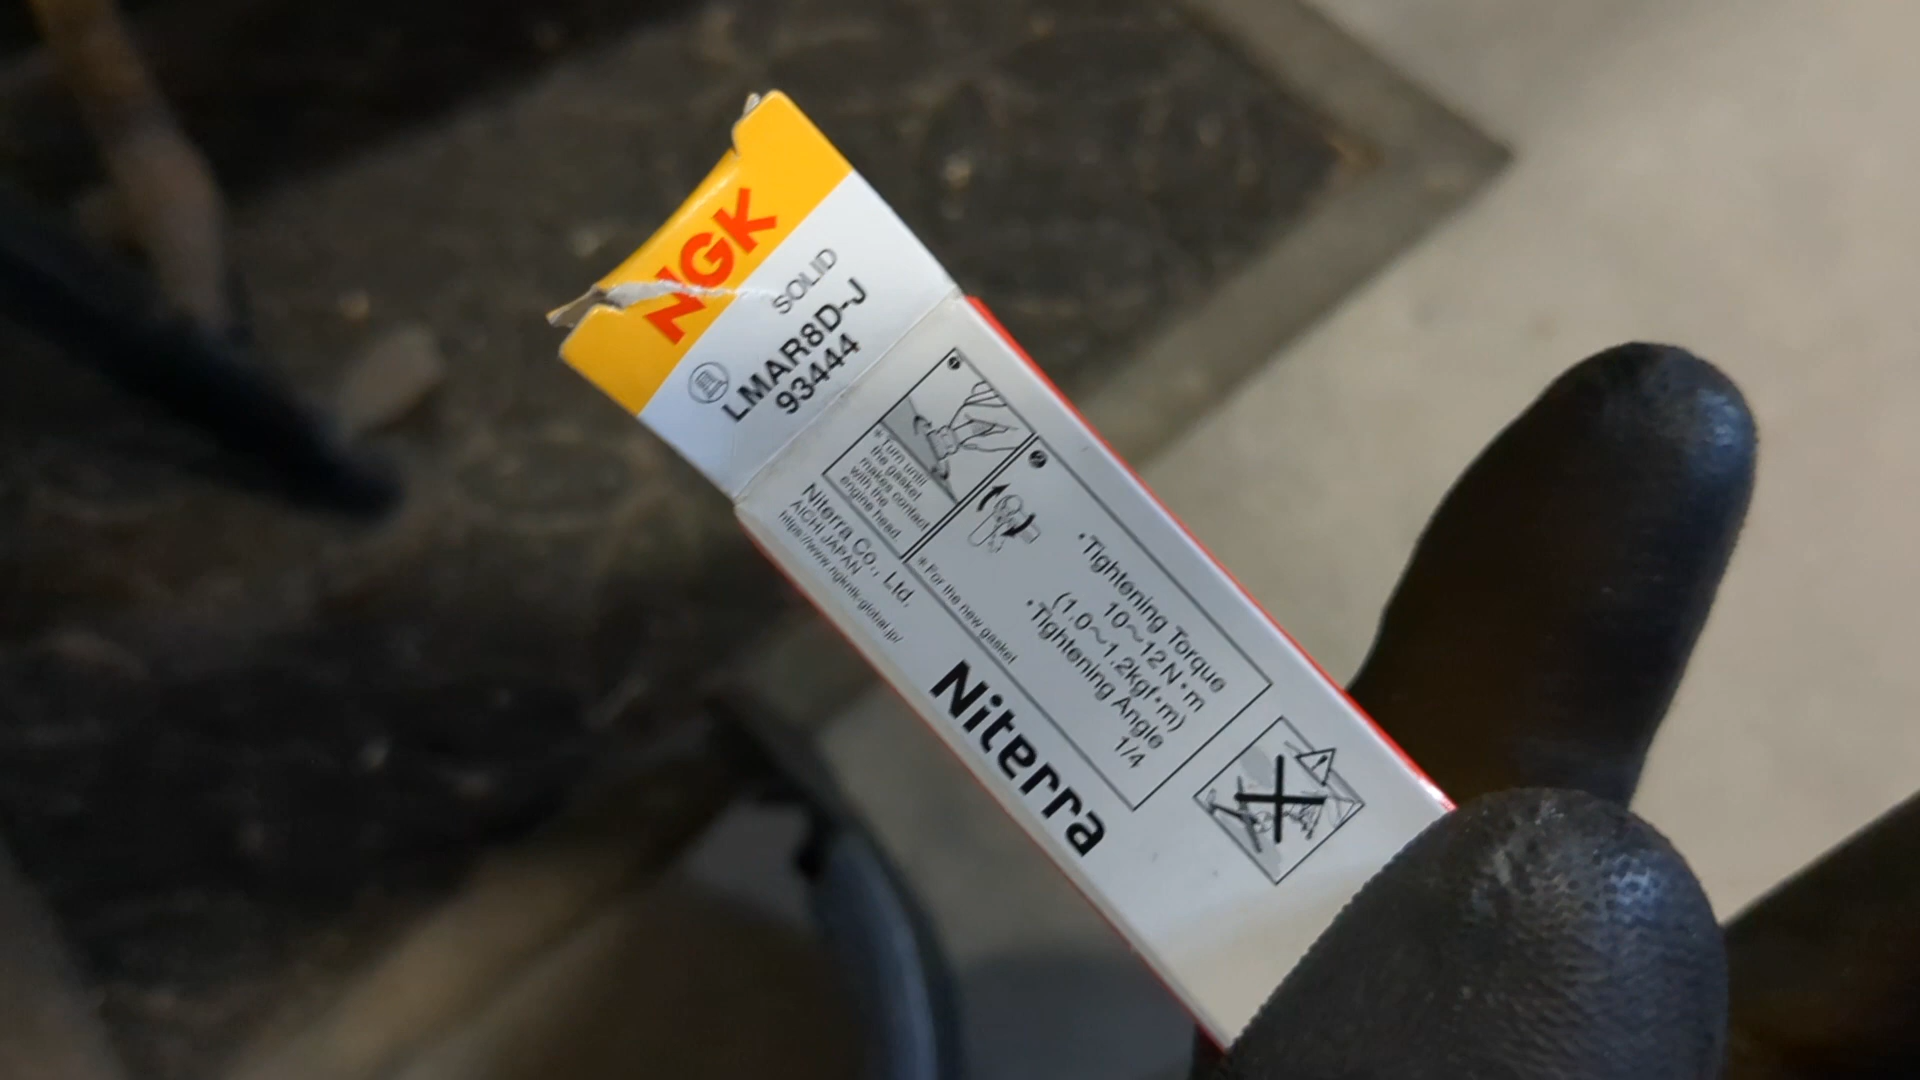 NGK
SOLID
LMAR8D-J
93444
*Turn until
the gasket
makes contact
with the
engine head.
•Tightening Torque
10~12N•m
(1.0~1.2kgf•m)
•Tightening Angle
1/4
*For the new gasket
Niterra Co., Ltd.
AICHI JAPAN
https://www.ngkntk-global.jp/
Niterra